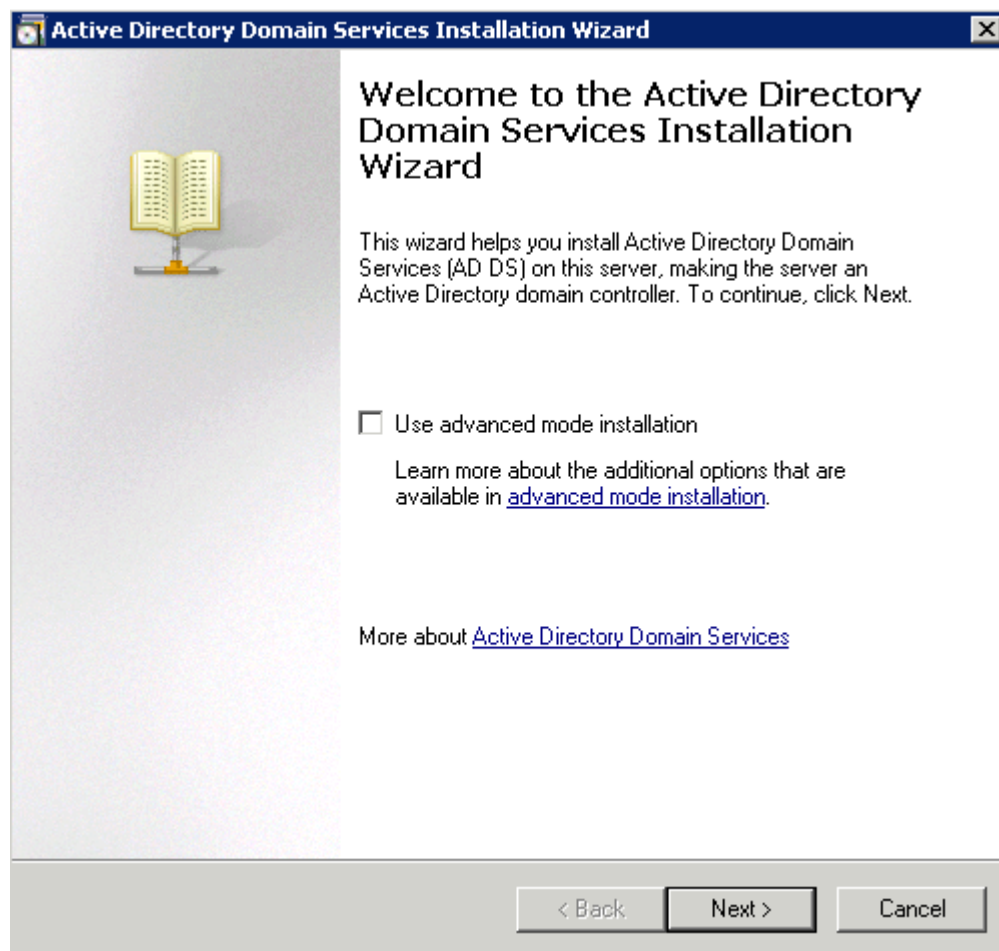 Active Directory Domain Services Installation Wizard
Welcome to the Active Directory
Domain Services Installation
Wizard
This wizard helps you install Active Directory Domain
Services (AD DS) on this server, making the server an
Active Directory domain controller. To continue, click Next.
Use advanced mode installation
Learn more about the additional options that are
available in advanced mode installation.
More about Active Directory Domain Services
< Back
Next >
Cancel